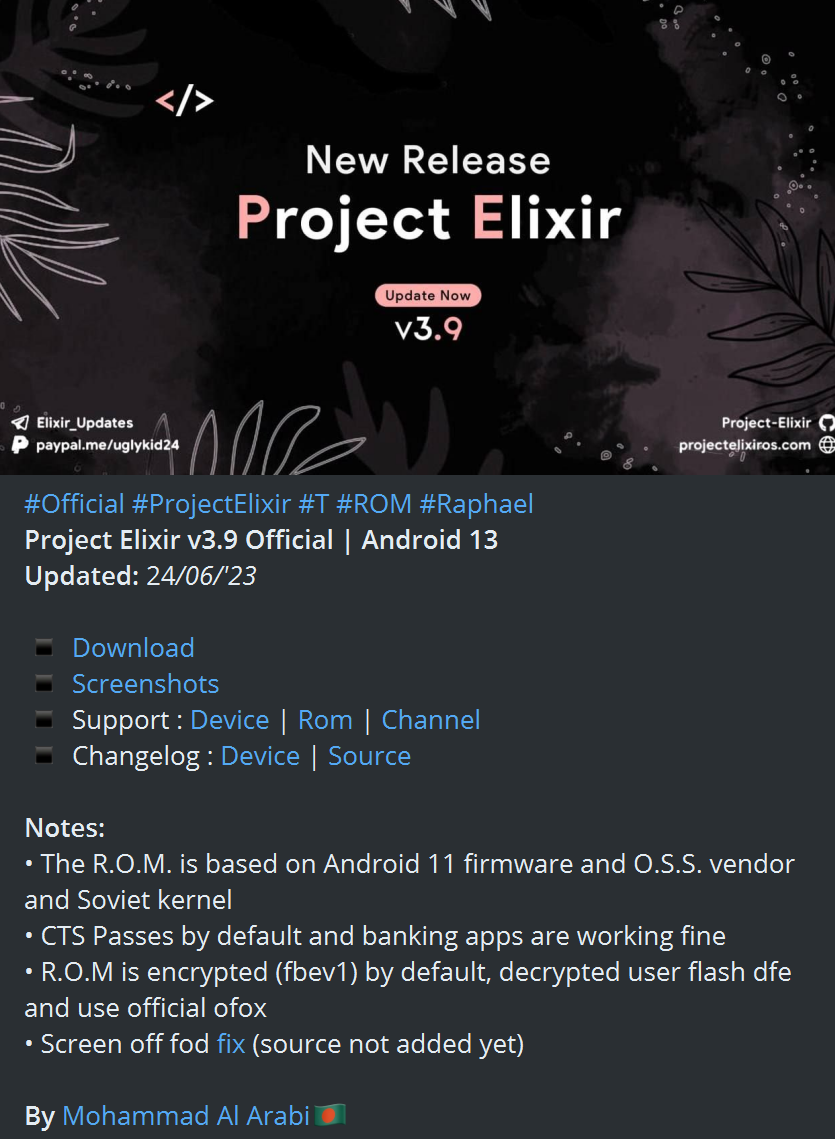 </>
New Release
Project Elixir
Update Now
v3.9
Elixir_Updates
paypal.me/uglykid24
Project-Elixir
projectelixiros.com
#Official #ProjectElixir #T #ROM #Raphael
Project Elixir v3.9 Official | Android 13
Updated: 24/06/'23
▪ Download
▪ Screenshots
▪ Support : Device | Rom | Channel
▪ Changelog : Device | Source
Notes:
• The R.O.M. is based on Android 11 firmware and O.S.S. vendor
and Soviet kernel
• CTS Passes by default and banking apps are working fine
• R.O.M is encrypted (fbev1) by default, decrypted user flash dfe
and use official ofox
• Screen off fod fix (source not added yet)
By Mohammad Al Arabi🇧🇩